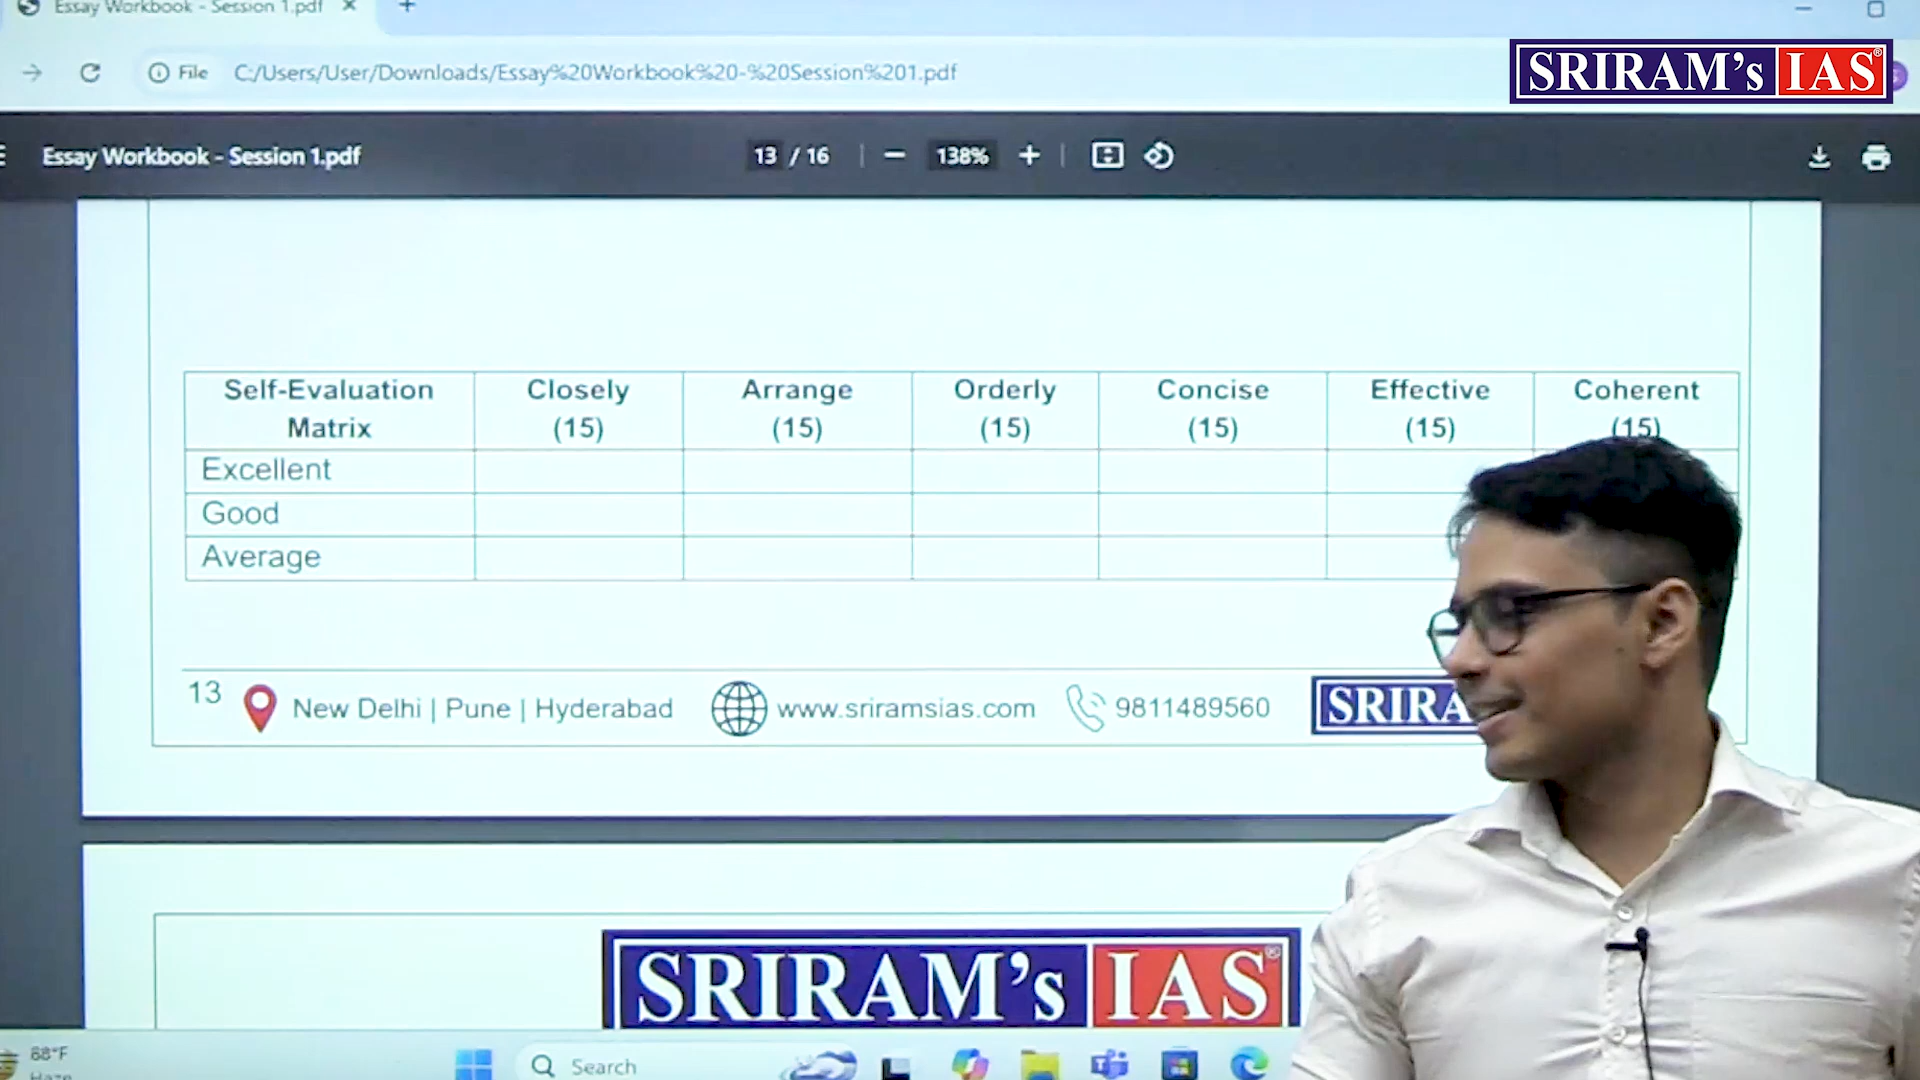 Essay Workbook - Session 1.pdf
File C:/Users/User/Downloads/Essay%20Workbook%20-%20Session%201.pdf
SRIRAM's IAS®
Essay Workbook - Session 1.pdf 13 / 16 138%
Self-Evaluation Matrix Closely (15) Arrange (15) Orderly (15) Concise (15) Effective (15) Coherent (15)
Excellent
Good
Average
13 New Delhi | Pune | Hyderabad www.sriramsias.com 9811489560 SRIRA
SRIRAM's IAS®
88°F
Haze
Search